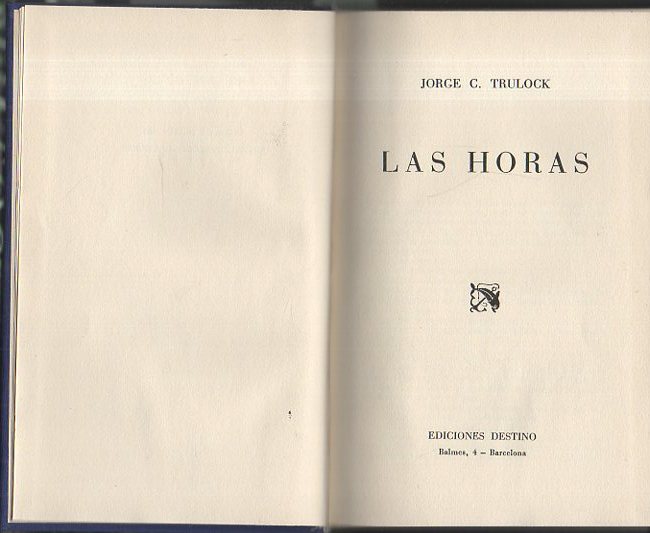 JORGE C. TRULOCK
LAS HORAS
EDICIONES DESTINO
Balmes, 4 – Barcelona